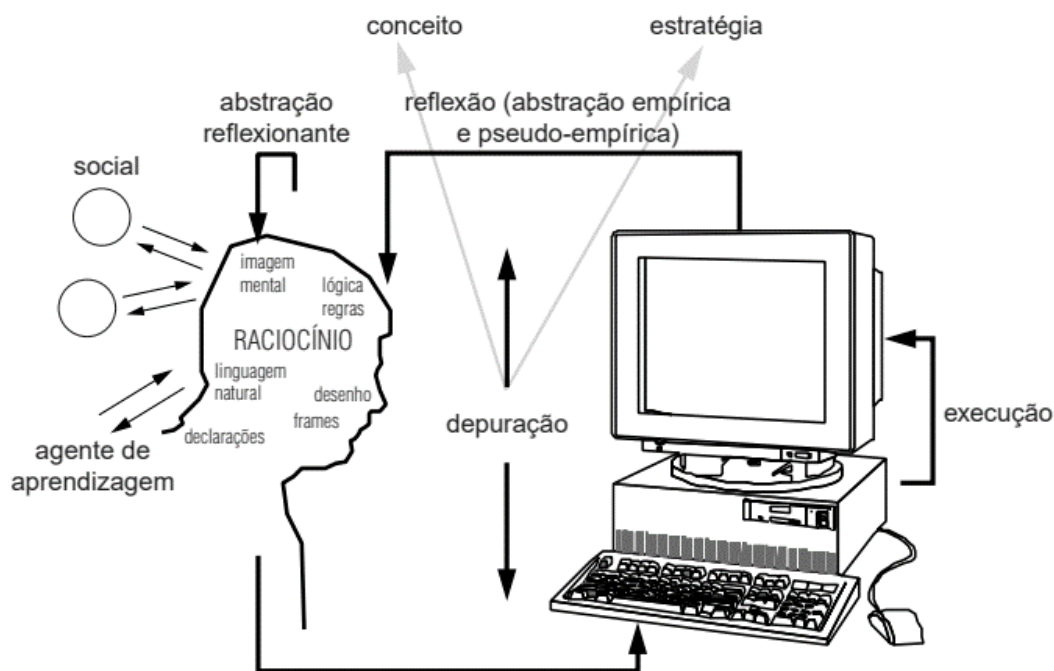 conceito
estratégia
abstração
reflexionante
reflexão (abstração empírica
e pseudo-empírica)
social
imagem
mental
lógica
regras
RACIOCÍNIO
linguagem
natural
desenho
frames
declarações
agente de
aprendizagem
depuração
execução